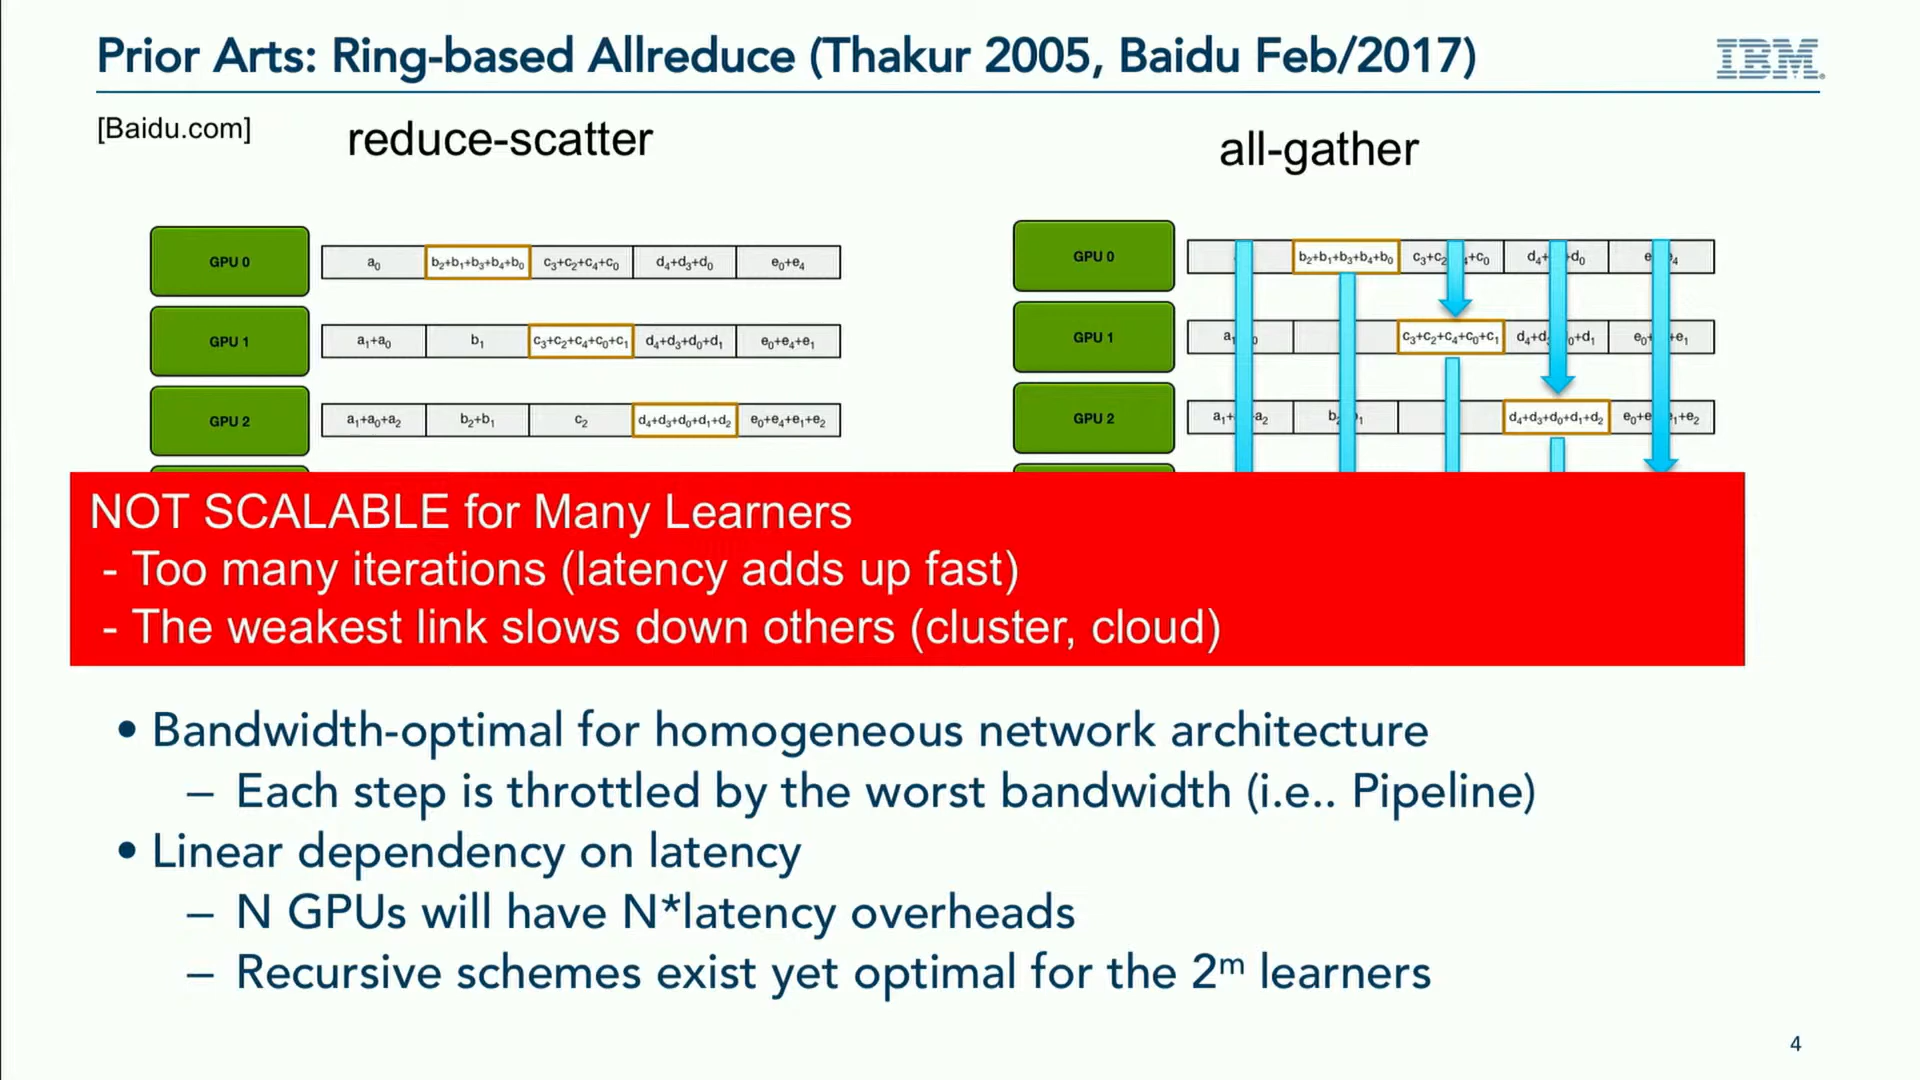 Prior Arts: Ring-based Allreduce (Thakur 2005, Baidu Feb/2017)
IBM
[Baidu.com]
reduce-scatter
all-gather
GPU 0
a₀
b₂+b₁+b₃+b₄+b₀
c₃+c₂+c₄+c₀
d₄+d₃+d₀
e₀+e₄
GPU 1
a₁+a₀
b₁
c₃+c₂+c₄+c₀+c₁
d₄+d₃+d₀+d₁
e₀+e₄+e₁
GPU 2
a₁+a₀+a₂
b₂+b₁
c₂
d₄+d₃+d₀+d₁+d₂
e₀+e₄+e₁+e₂
GPU 0
b₂+b₁+b₃+b₄+b₀
GPU 1
c₃+c₂+c₄+c₀+c₁
GPU 2
d₄+d₃+d₀+d₁+d₂
NOT SCALABLE for Many Learners
- Too many iterations (latency adds up fast)
- The weakest link slows down others (cluster, cloud)
• Bandwidth-optimal for homogeneous network architecture
– Each step is throttled by the worst bandwidth (i.e.. Pipeline)
• Linear dependency on latency
– N GPUs will have N*latency overheads
– Recursive schemes exist yet optimal for the 2ᵐ learners
4